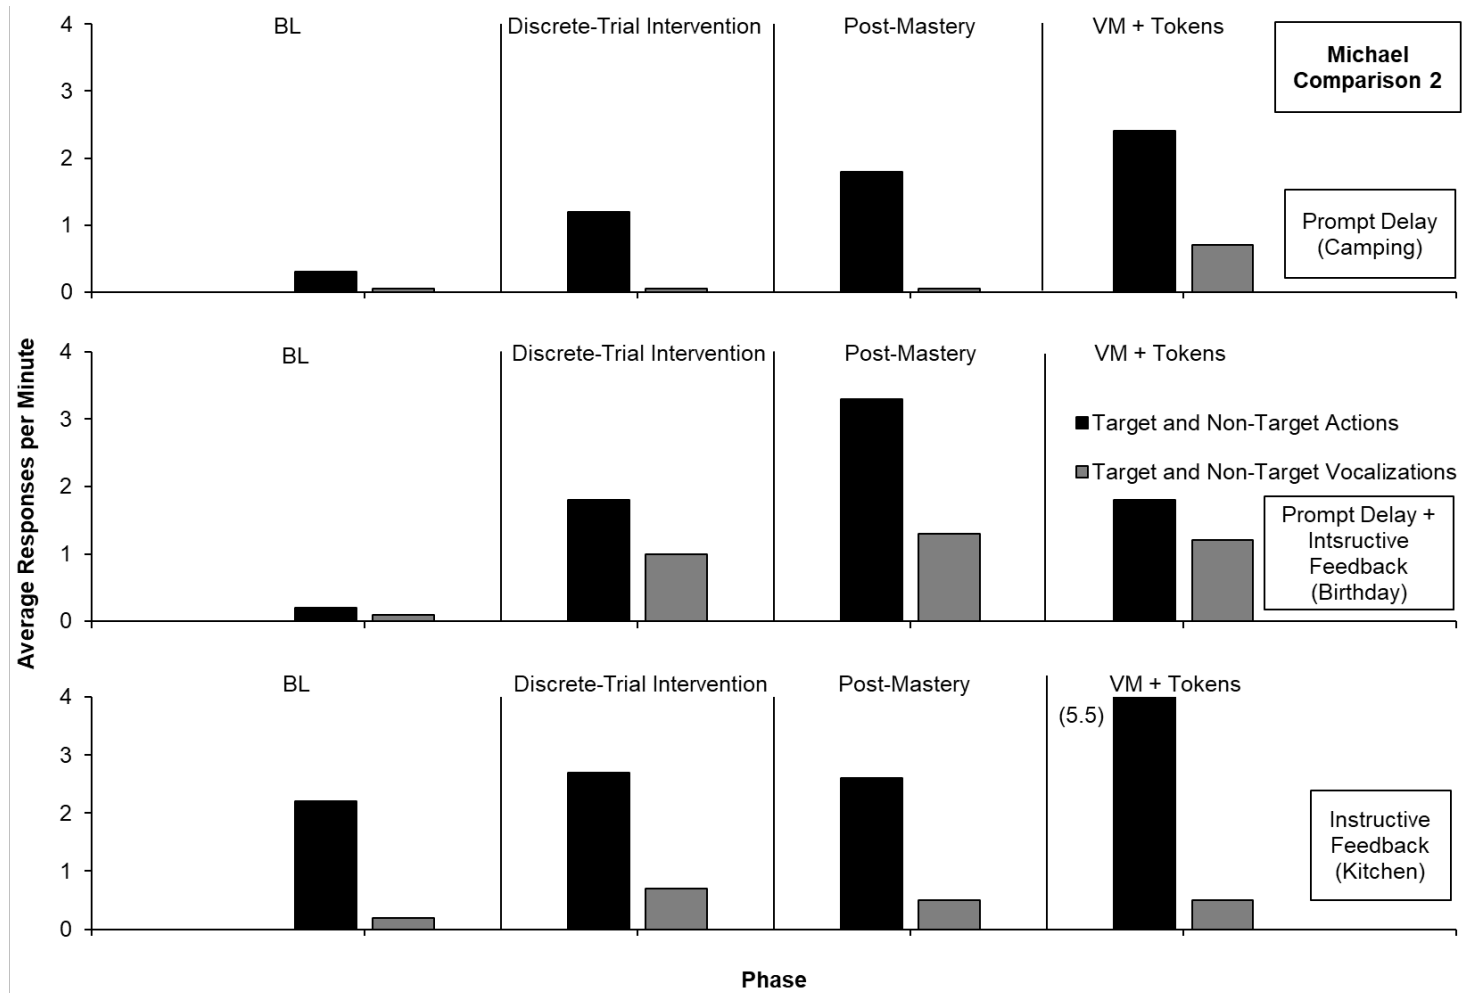 BL
Discrete-Trial Intervention
Post-Mastery
VM + Tokens
Michael
Comparison 2
4
3
2
1
0
Prompt Delay
(Camping)
Average Responses per Minute
BL
Discrete-Trial Intervention
Post-Mastery
VM + Tokens
4
3
2
1
0
Target and Non-Target Actions
Target and Non-Target Vocalizations
Prompt Delay +
Intsructive
Feedback
(Birthday)
BL
Discrete-Trial Intervention
Post-Mastery
VM + Tokens
4
3
2
1
0
(5.5)
Instructive
Feedback
(Kitchen)
Phase